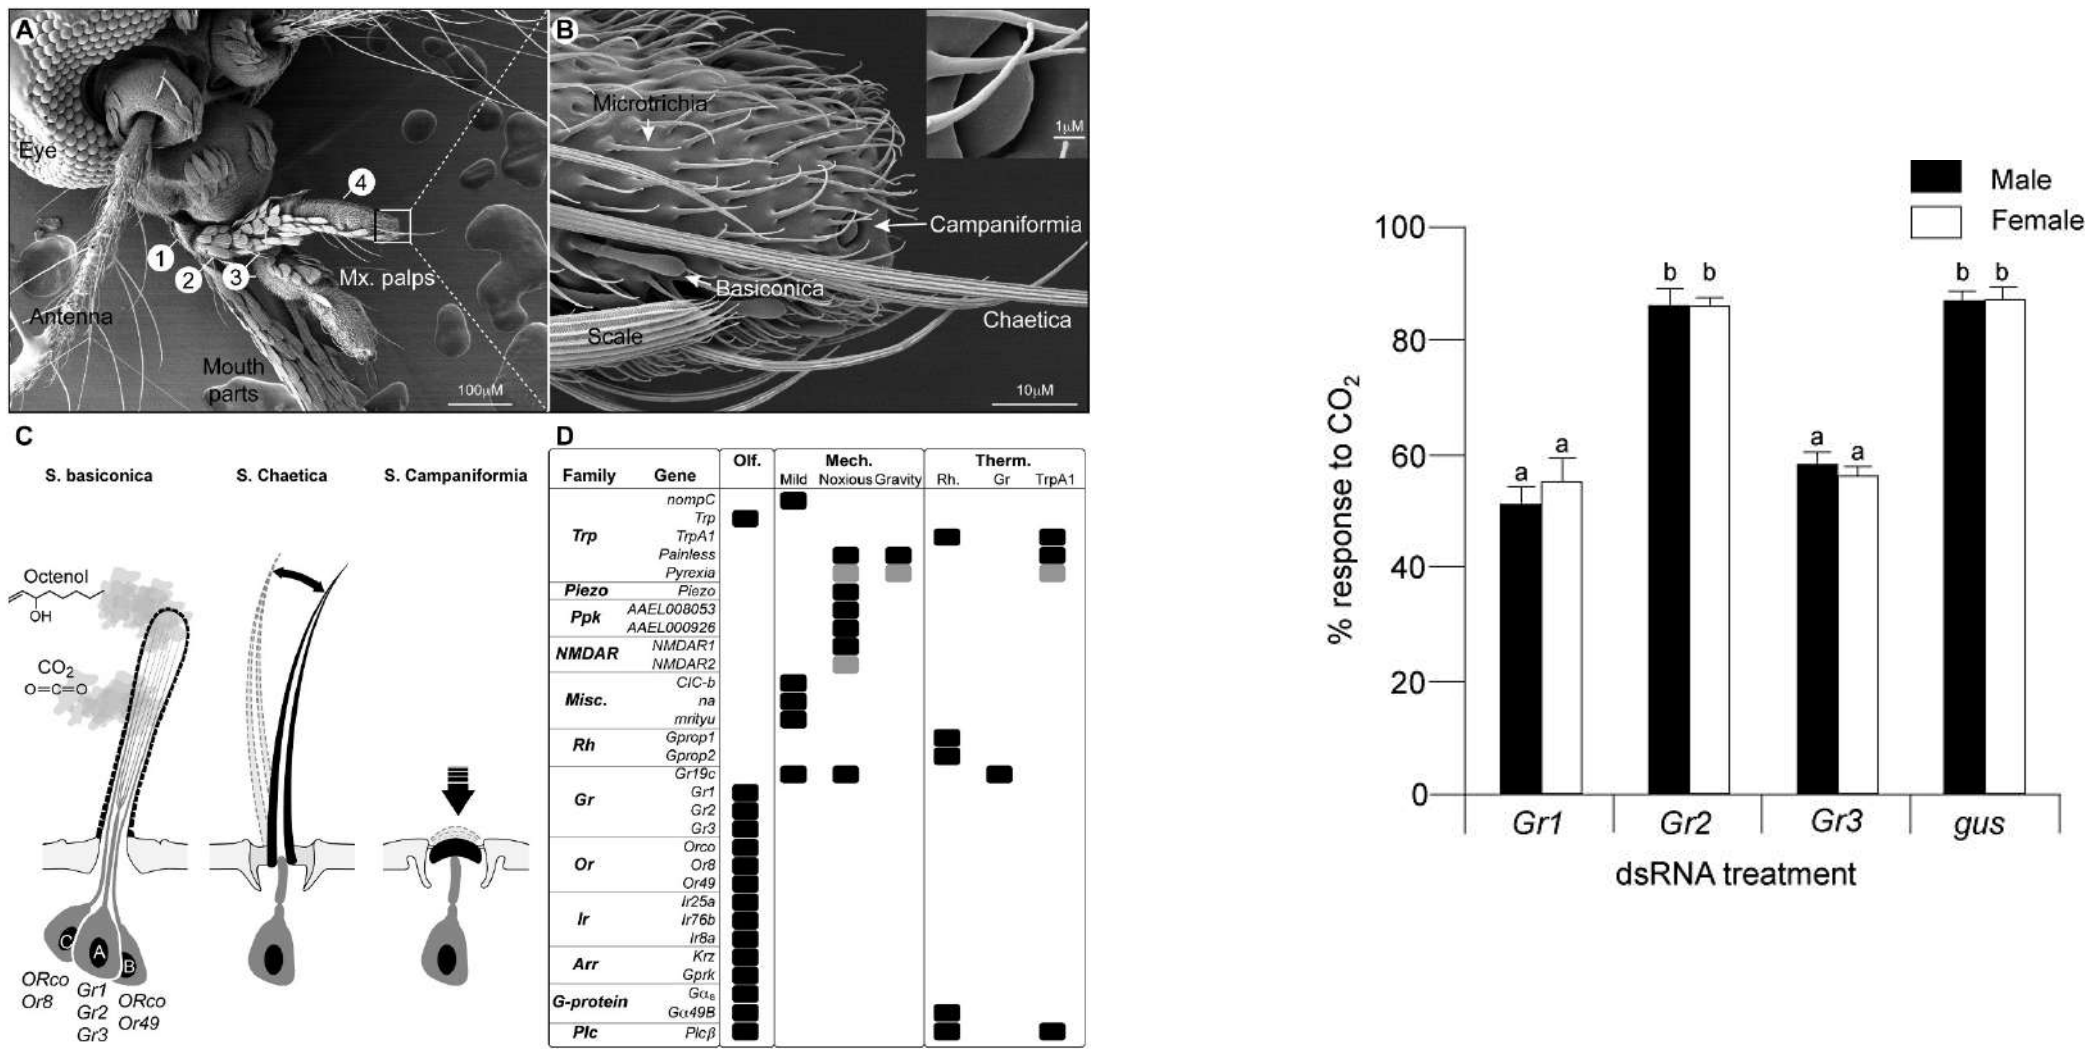 A
Eye
1
2
3
4
Mx. palps
Antenna
Mouth
parts
100µM
B
Microtrichia
1µM
Campaniformia
Basiconica
Chaetica
Scale
10µM
C
S. basiconica
S. Chaetica
S. Campaniformia
Octenol
OH
CO2
O=C=O
C
A
B
ORco
Or8
Gr1
Gr2
Gr3
ORco
Or49
D
Olf. Mech. Therm.
Family Gene Mild Noxious Gravity Rh. Gr TrpA1
nompC
Trp
Trp
TrpA1
Painless
Pyrexia
Piezo Piezo
Ppk
AAEL008053
AAEL000926
NMDAR
NMDAR1
NMDAR2
Misc.
ClC-b
na
mrityu
Rh
Gprop1
Gprop2
Gr
Gr19c
Gr1
Gr2
Gr3
Or
Orco
Or8
Or49
Ir
Ir25a
Ir76b
Ir8a
Arr
Krz
Gprk
G-protein
Gα49B
Plc Plcβ
Male
Female
% response to CO2
100
80
60
40
20
0
a a
b b
a a
b b
Gr1 Gr2 Gr3 gus
dsRNA treatment